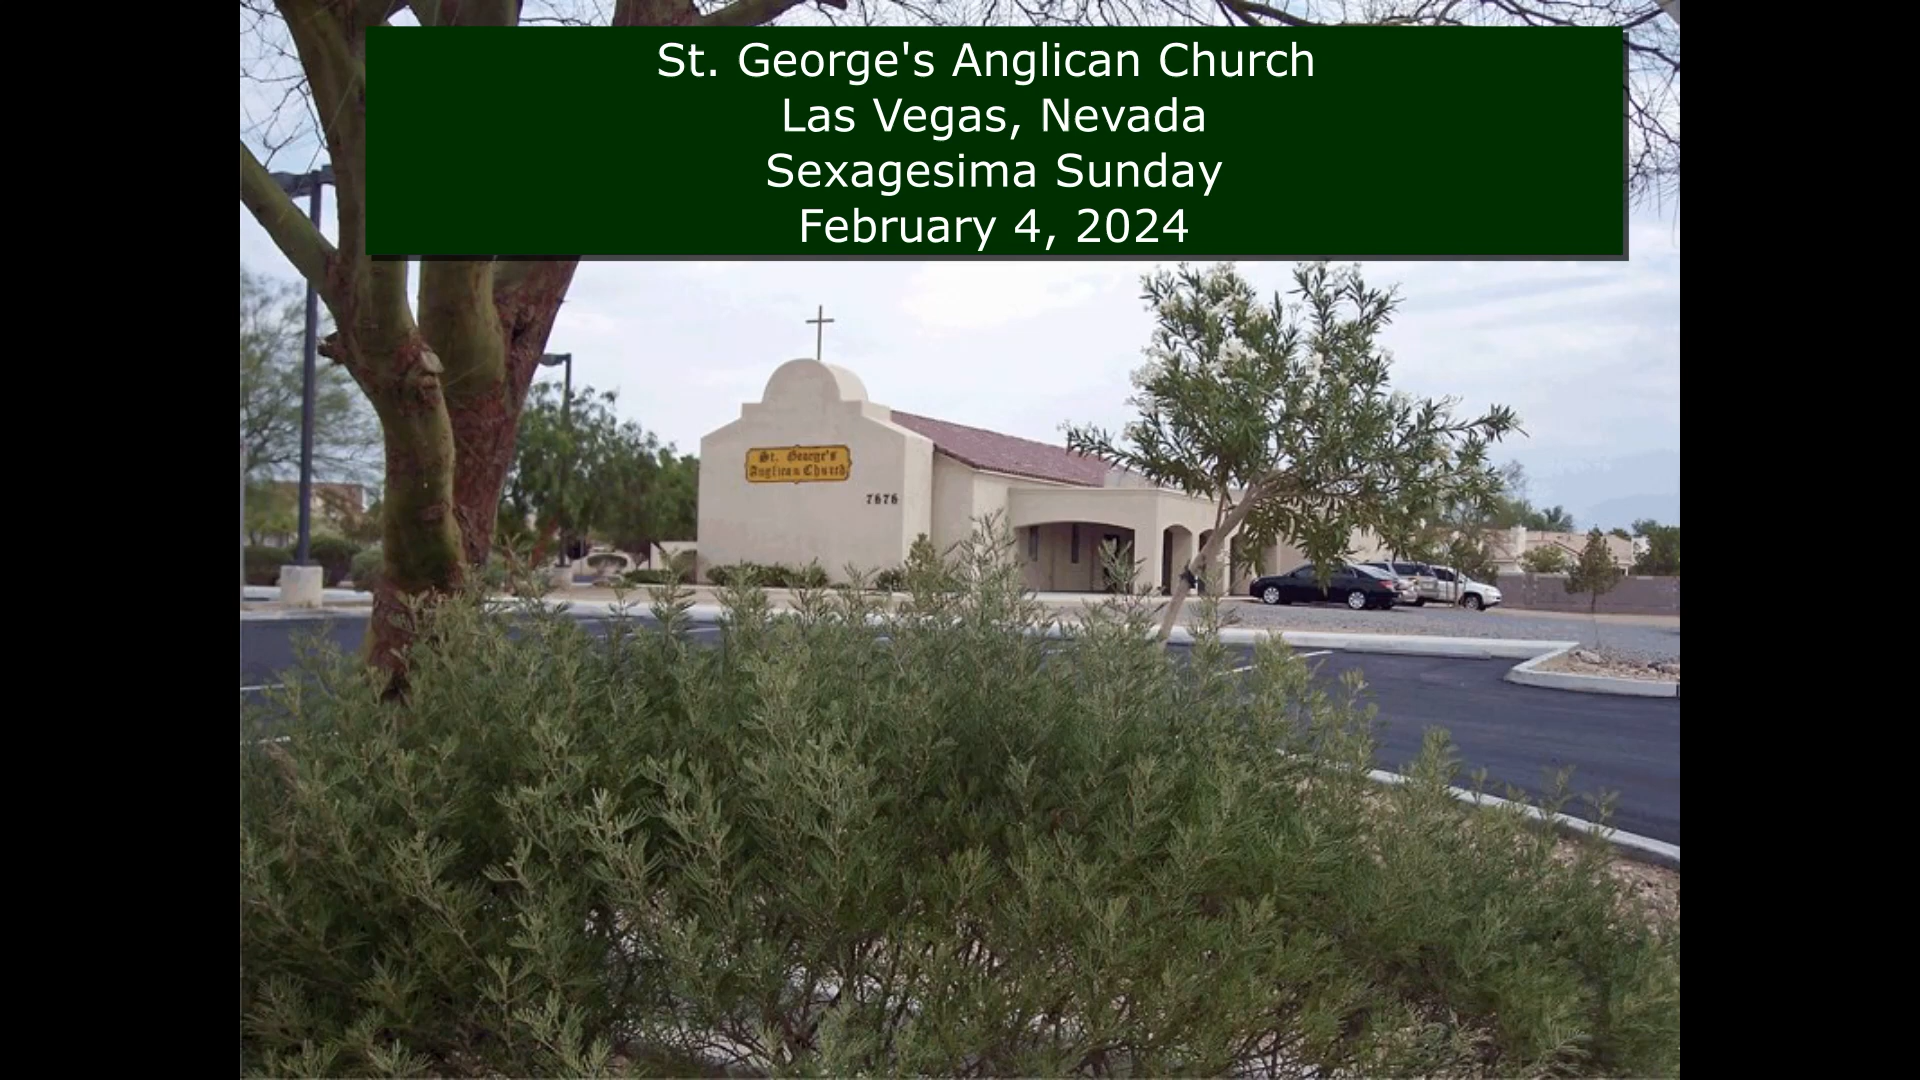 St. George's Anglican Church
Las Vegas, Nevada
Sexagesima Sunday
February 4, 2024
St. George's
Anglican Church
7676